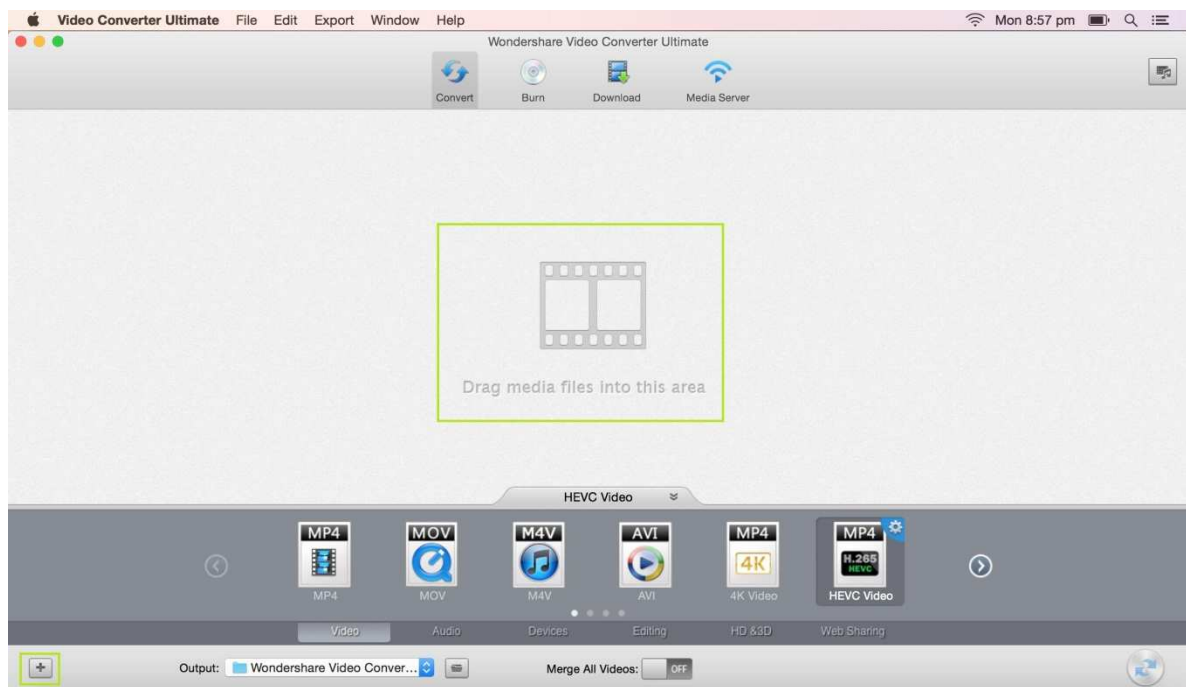 Video Converter Ultimate File Edit Export Window Help Mon 8:57 pm
Wondershare Video Converter Ultimate
Convert Burn Download Media Server
Drag media files into this area
HEVC Video
MP4 MOV M4V AVI MP4 MP4
4K H.265
HEVC
MP4 MOV M4V AVI 4K Video HEVC Video
Video Audio Devices Editing HD &3D Web Sharing
Output: Wondershare Video Conver... Merge All Videos: OFF